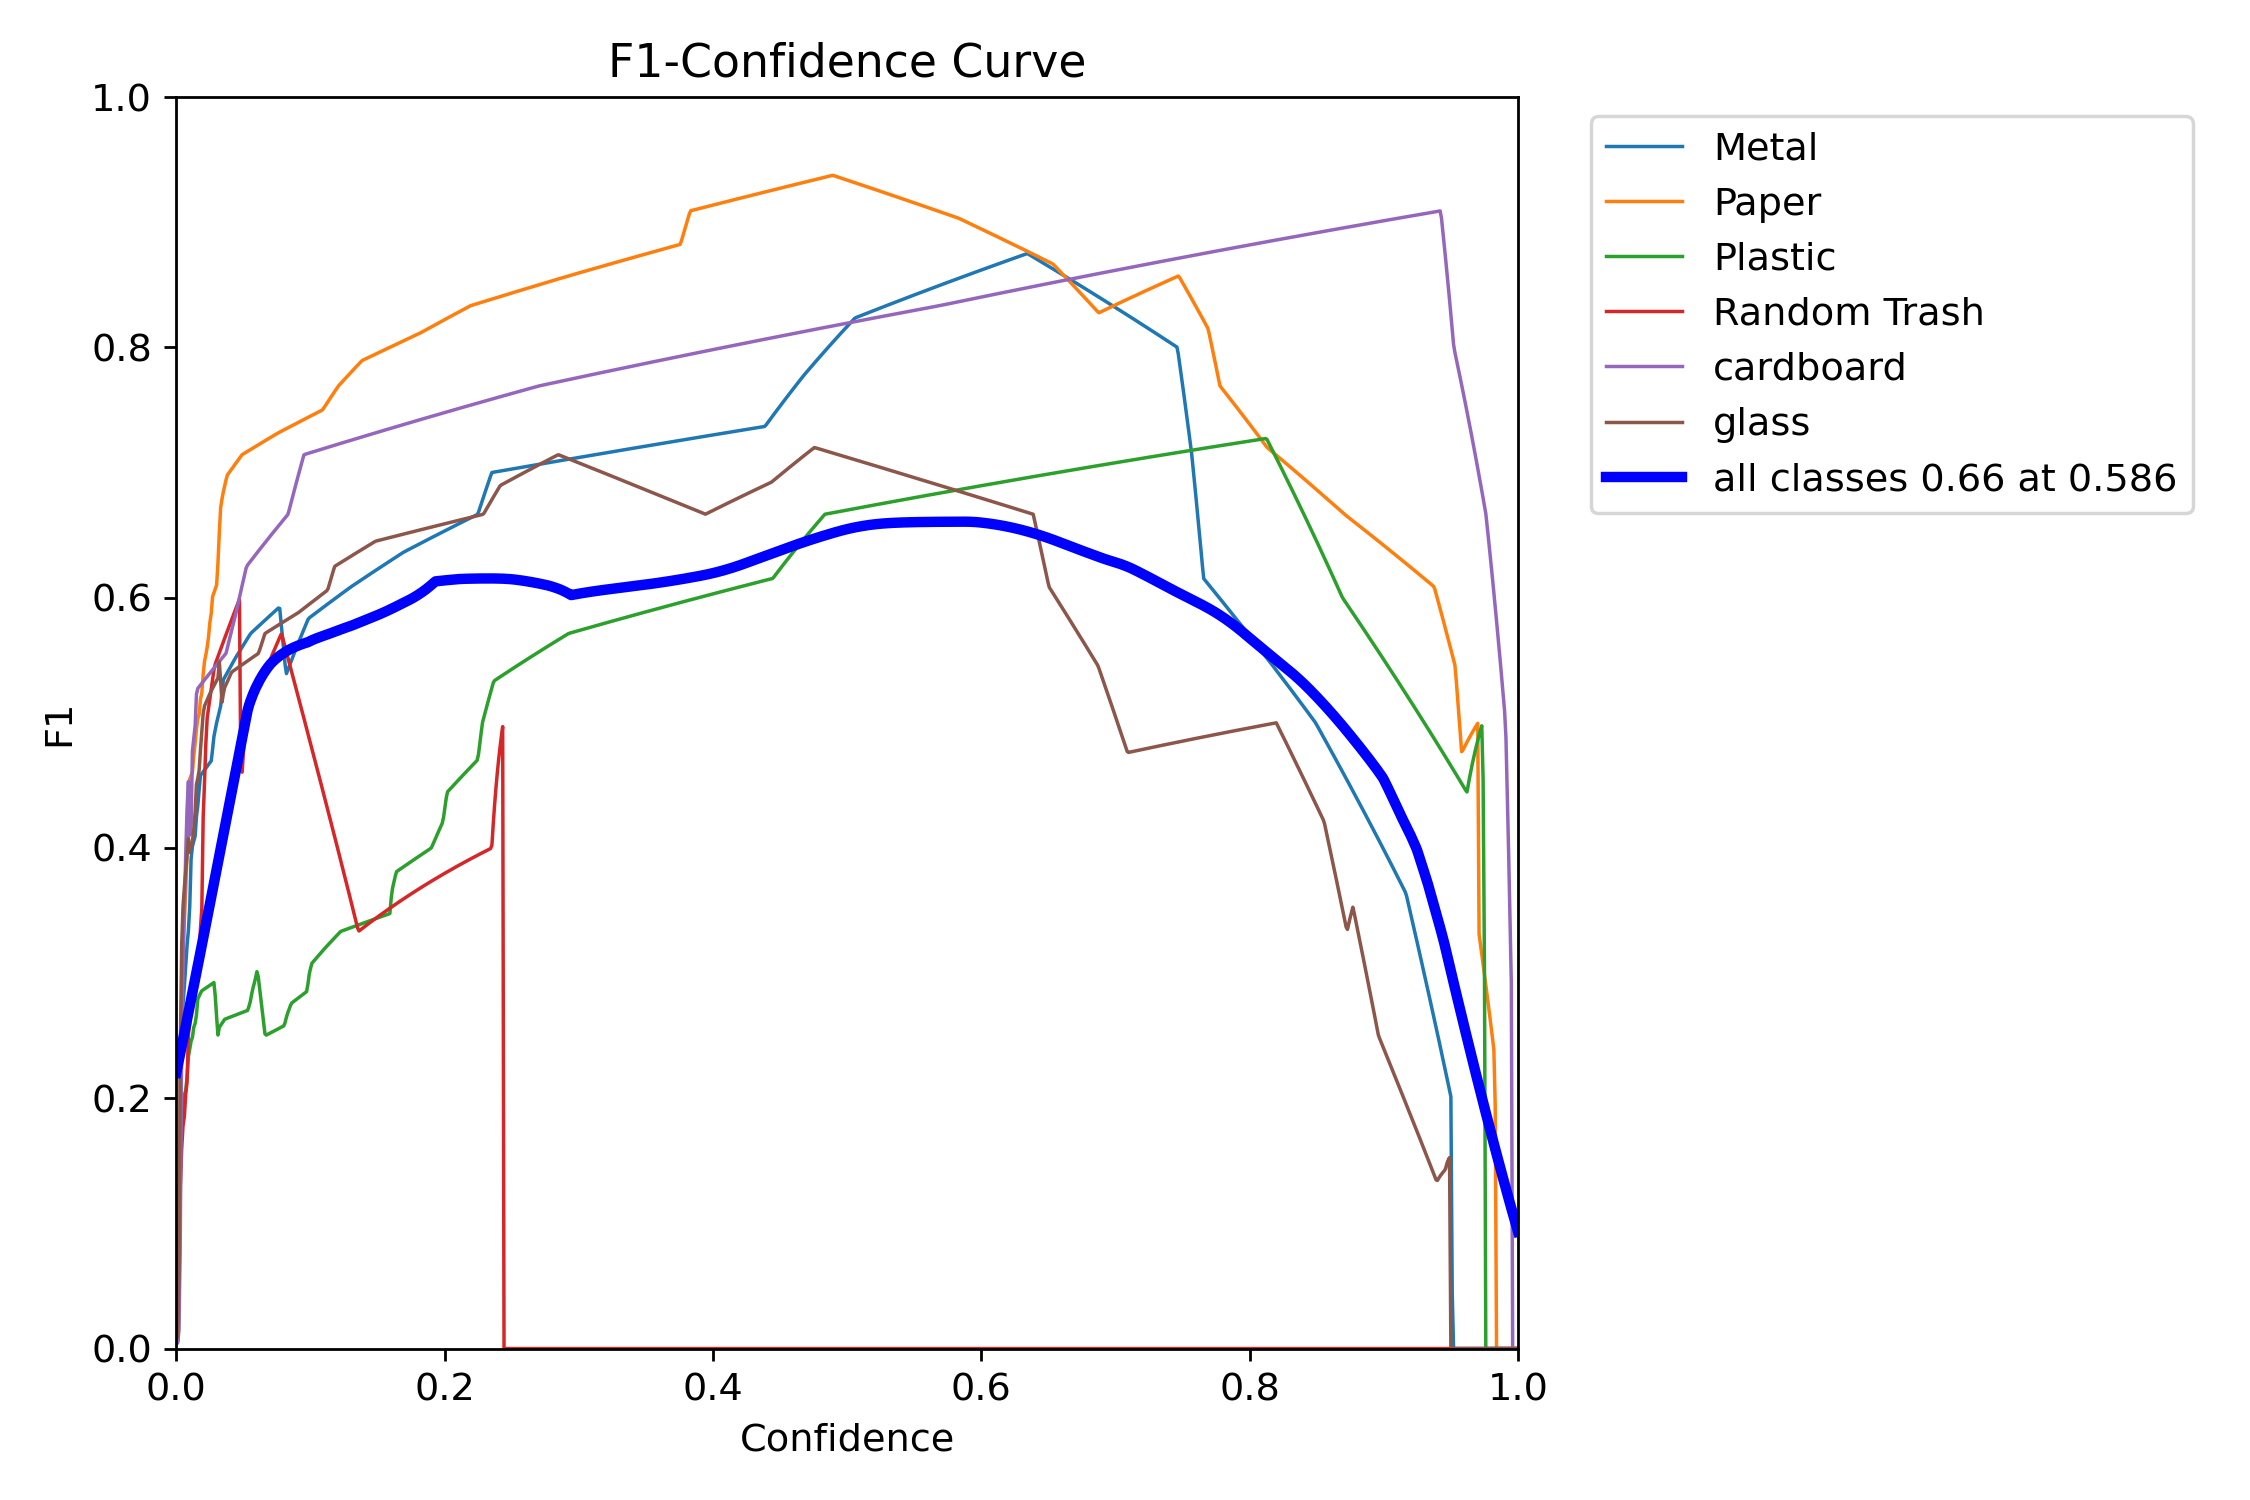 F1-Confidence Curve
1.0
0.8
0.6
0.4
0.2
0.0
F1
0.0 0.2 0.4 0.6 0.8 1.0
Confidence
Metal
Paper
Plastic
Random Trash
cardboard
glass
all classes 0.66 at 0.586